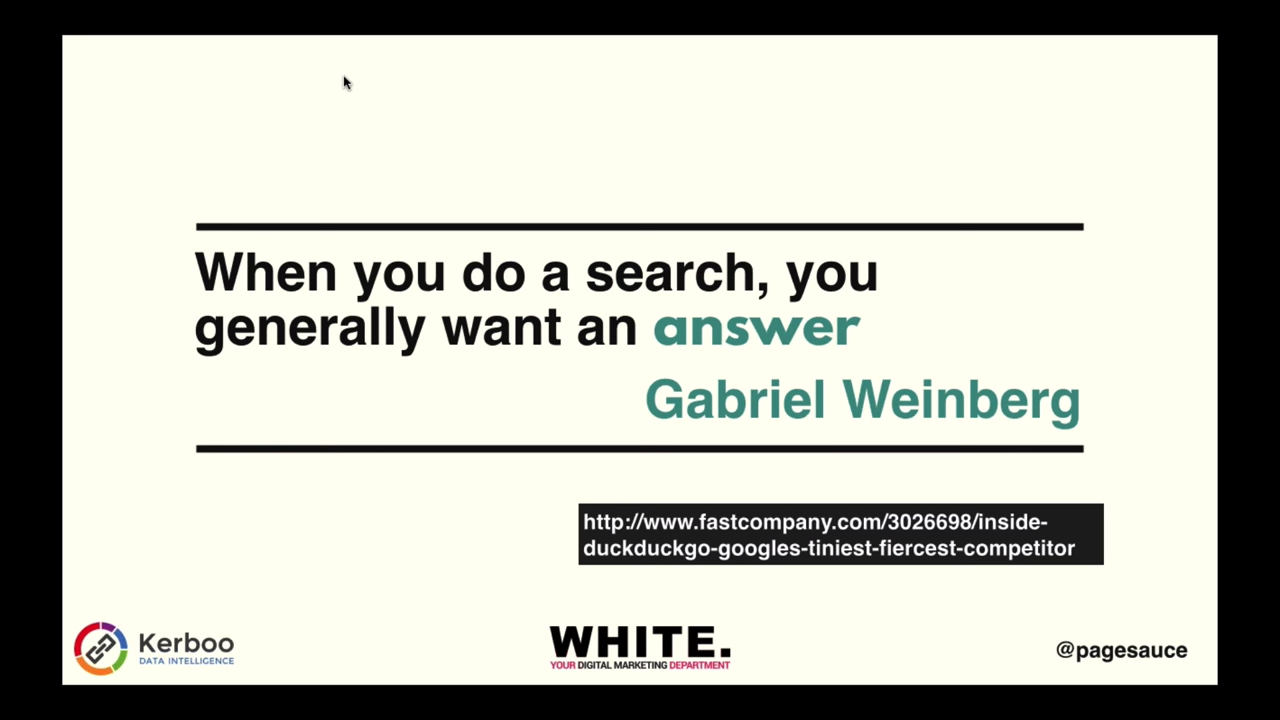 When you do a search, you
generally want an answer
Gabriel Weinberg
http://www.fastcompany.com/3026698/inside-
duckduckgo-googles-tiniest-fiercest-competitor
Kerboo
DATA INTELLIGENCE
WHITE.
YOUR DIGITAL MARKETING DEPARTMENT
@pagesauce